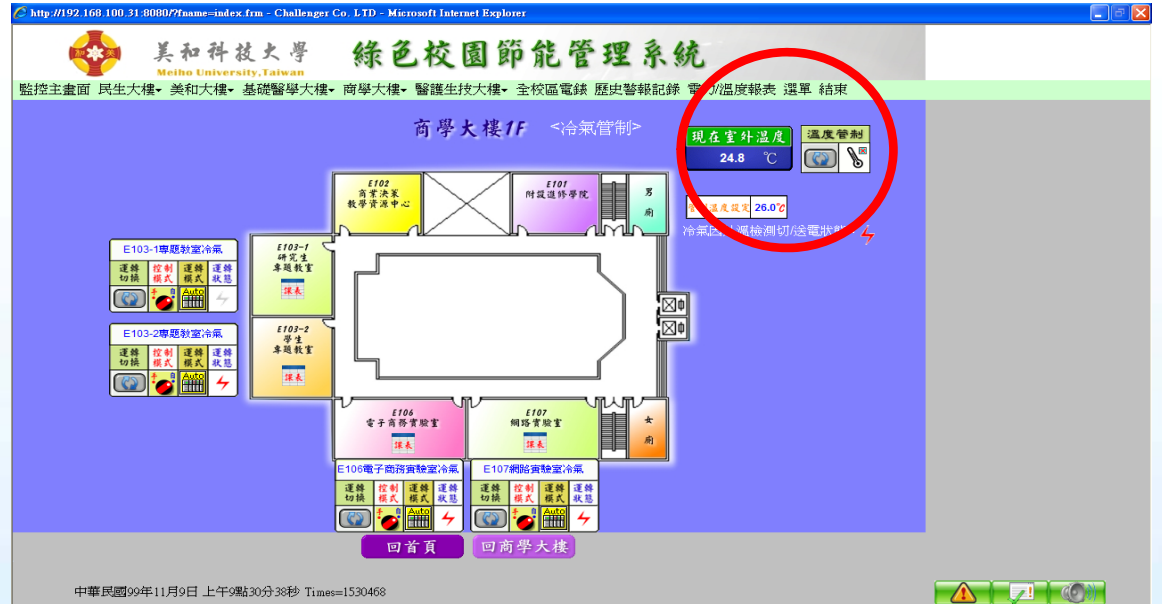 http://192.168.100.31:8080/?fname=index.frm - Challenger Co. LTD - Microsoft Internet Explorer
美和科技大學 綠色校園節能管理系統
Meiho University,Taiwan
監控主畫面 民生大樓 美和大樓 基礎醫學大樓 商學大樓 醫護生技大樓 全校區電錶 歷史警報記錄 電力/溫度報表 選單 結束
商學大樓1F <冷氣管制>
現在室外溫度
24.8 ℃
溫度管制
溫度設定 26.0℃
E102
商業決策
教學資源中心
E101
附設進修學院
男
廁
E103-1專題教室冷氣
運轉切換 控制模式 運轉模式 運轉狀態
手 自 Auto
E103-1
研究生
專題教室
課表
E103-2專題教室冷氣
運轉切換 控制模式 運轉模式 運轉狀態
手 自 Auto
E103-2
學生
專題教室
課表
E106
電子商務實驗室
課表
E107
網路實驗室
課表
女
廁
E106電子商務實驗室冷氣
運轉切換 控制模式 運轉模式 運轉狀態
手 自 Auto
E107網路實驗室冷氣
運轉切換 控制模式 運轉模式 運轉狀態
手 自 Auto
回首頁 回商學大樓
中華民國99年11月9日 上午9點30分38秒 Times=1530468